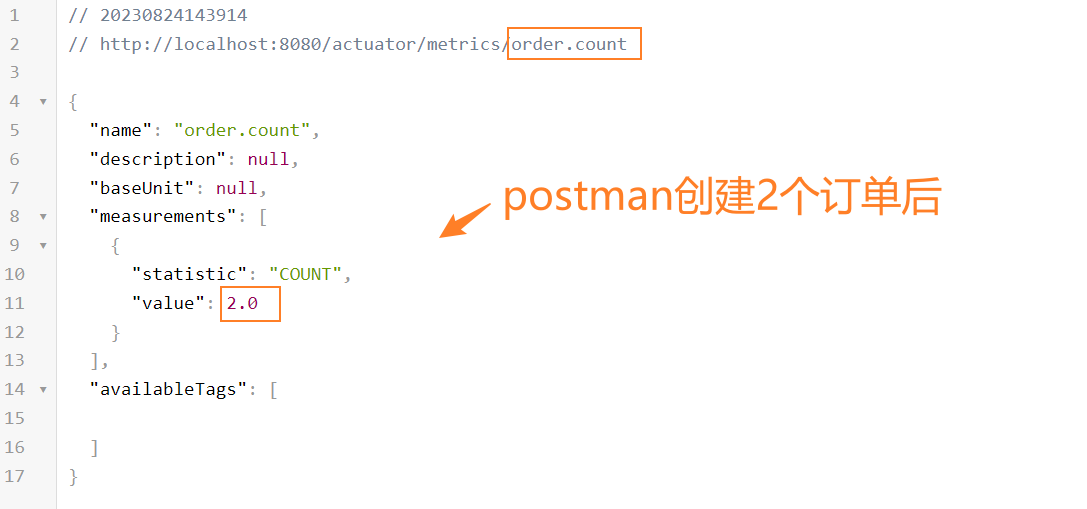 1 // 20230824143914
2 // http://localhost:8080/actuator/metrics/order.count
3
4 {
5 "name": "order.count",
6 "description": null,
7 "baseUnit": null,
8 "measurements": [
9 {
10 "statistic": "COUNT",
11 "value": 2.0
12 }
13 ],
14 "availableTags": [
15
16 ]
17 }
postman创建2个订单后